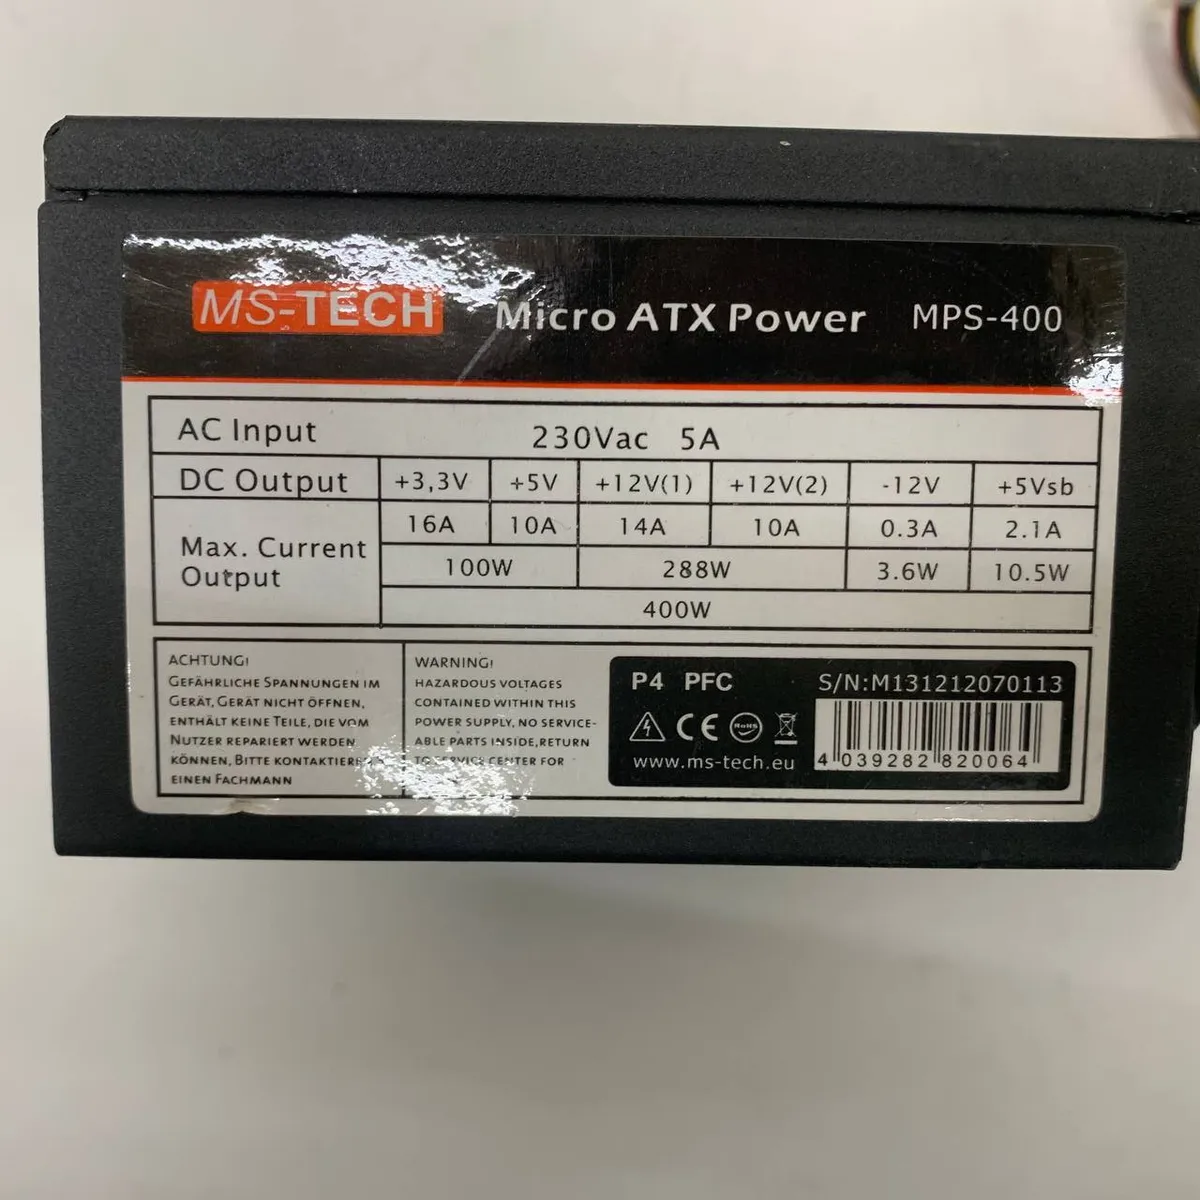 MS-TECH Micro ATX Power MPS-400
AC Input 230Vac 5A
DC Output +3,3V +5V +12V(1) +12V(2) -12V +5Vsb
Max. Current Output 16A 10A 14A 10A 0.3A 2.1A
100W 288W 3.6W 10.5W
400W
ACHTUNG!
GEFÄHRLICHE SPANNUNGEN IM
GERÄT, GERÄT NICHT ÖFFNEN,
ENTHÄLT KEINE TEILE, DIE VOM
NUTZER REPARIERT WERDEN
KÖNNEN, BITTE
EINEN FACHMANN
WARNING!
HAZARDOUS VOLTAGES
CONTAINED WITHIN THIS
POWER SUPPLY, NO SERVICE-
ABLE PARTS INSIDE, RETURN
TO SERVICE CENTER FOR
P4 PFC S/N:M131212070113
CE RoHS
www.ms-tech.eu 4 039282 820064